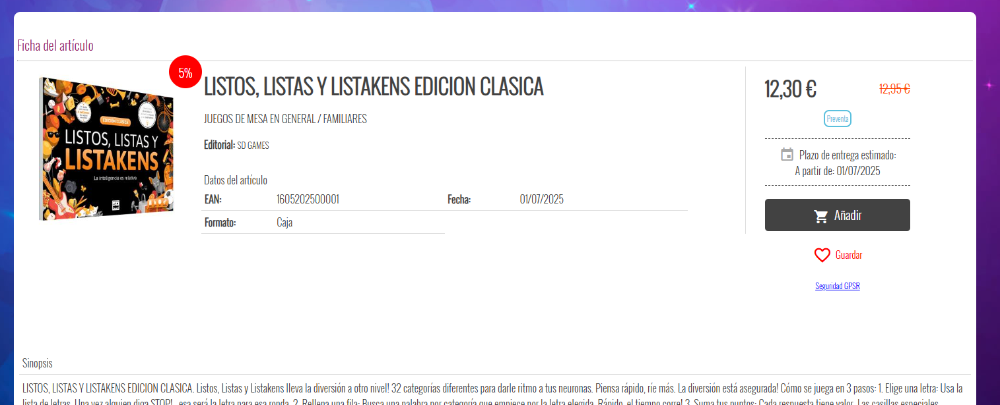 Ficha del artículo
5%
LISTOS, LISTAS Y LISTAKENS EDICION CLASICA
12,30 €
12,95 €
EDICIÓN CLÁSICA
LISTOS, LISTAS Y
LISTAKENS
La inteligencia es relativa
JUEGOS DE MESA EN GENERAL / FAMILIARES
Preventa
Editorial: SD GAMES
Plazo de entrega estimado:
A partir de: 01/07/2025
Datos del artículo
EAN: 1605202500001 Fecha: 01/07/2025
Formato: Caja
Añadir
Guardar
Seguridad GPSR
Sinopsis
LISTOS, LISTAS Y LISTAKENS EDICION CLASICA. Listos, Listas y Listakens lleva la diversión a otro nivel! 32 categorías diferentes para darle ritmo a tus neuronas. Piensa rápido, ríe más. La diversión está asegurada! Cómo se juega en 3 pasos: 1. Elige una letra: Usa la
lista de letras. Una vez alguien diga STOP!.. esa será la letra para esa ronda. 2. Rellena una fila: Busca una palabra por categoría que empiece por la letra elegida. Rápido, el tiempo corre! 3. Suma tus puntos: Cada respuesta tiene valor. Las casillas especiales